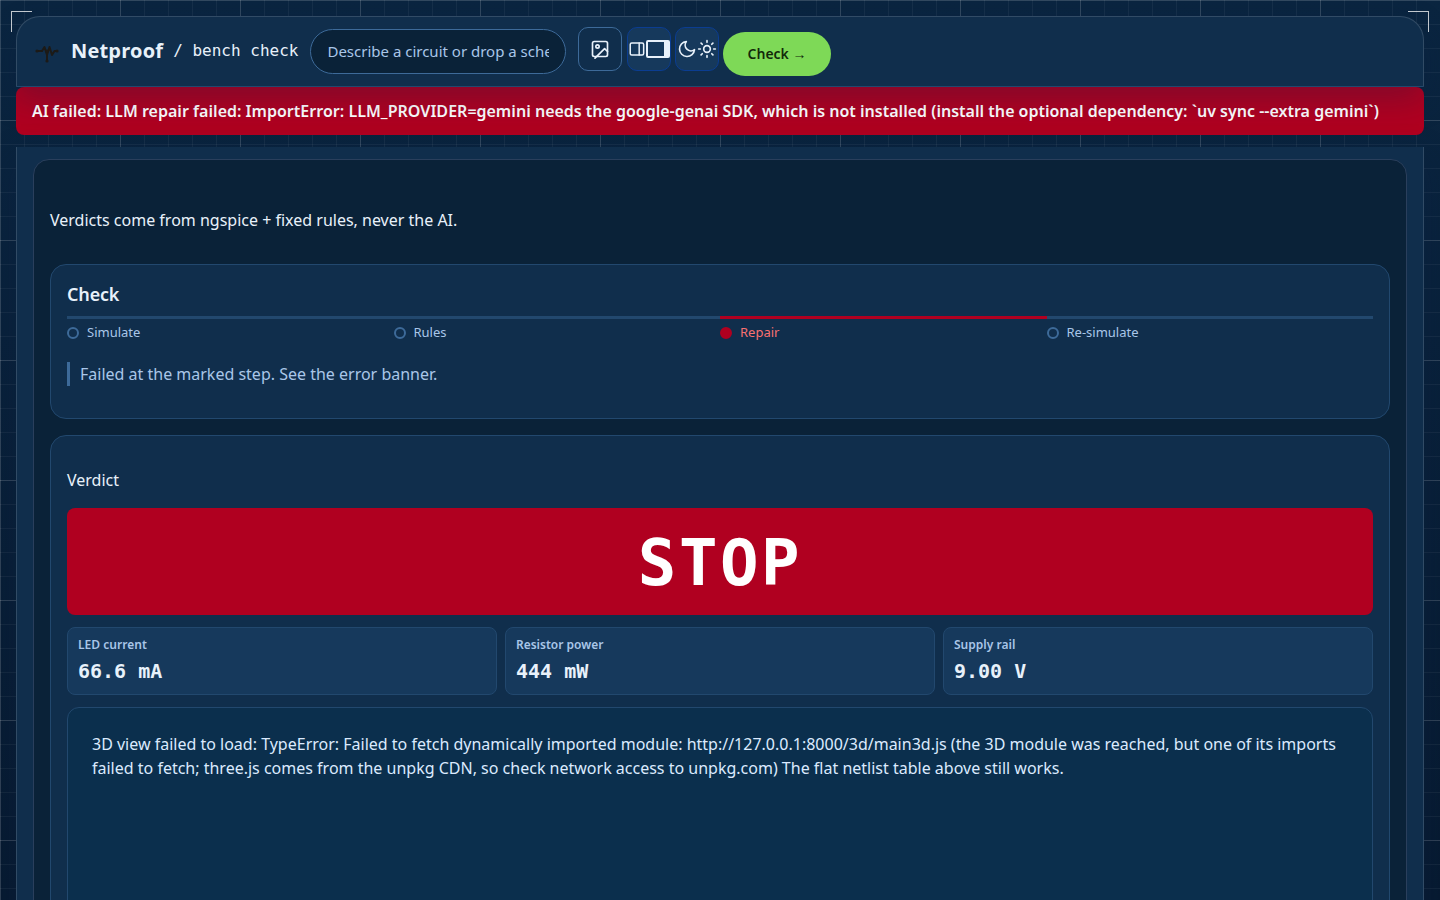 Netproof / bench check
Describe a circuit or drop a sche
Check →
AI failed: LLM repair failed: ImportError: LLM_PROVIDER=gemini needs the google-genai SDK, which is not installed (install the optional dependency: `uv sync --extra gemini`)
Verdicts come from ngspice + fixed rules, never the AI.
Check
Simulate
Rules
Repair
Re-simulate
Failed at the marked step. See the error banner.
Verdict
STOP
LED current
66.6 mA
Resistor power
444 mW
Supply rail
9.00 V
3D view failed to load: TypeError: Failed to fetch dynamically imported module: http://127.0.0.1:8000/3d/main3d.js (the 3D module was reached, but one of its imports
failed to fetch; three.js comes from the unpkg CDN, so check network access to unpkg.com) The flat netlist table above still works.